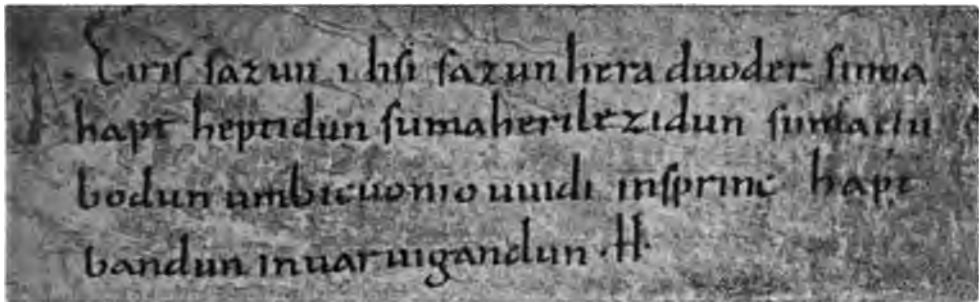 Eiris sazun idisi sazun hera duoder suma
hapt heptidun sumaherilezidun sumaclu
bodun umbicuonio uuidi insprinc hapt
bandun inuar uigandun · H ·